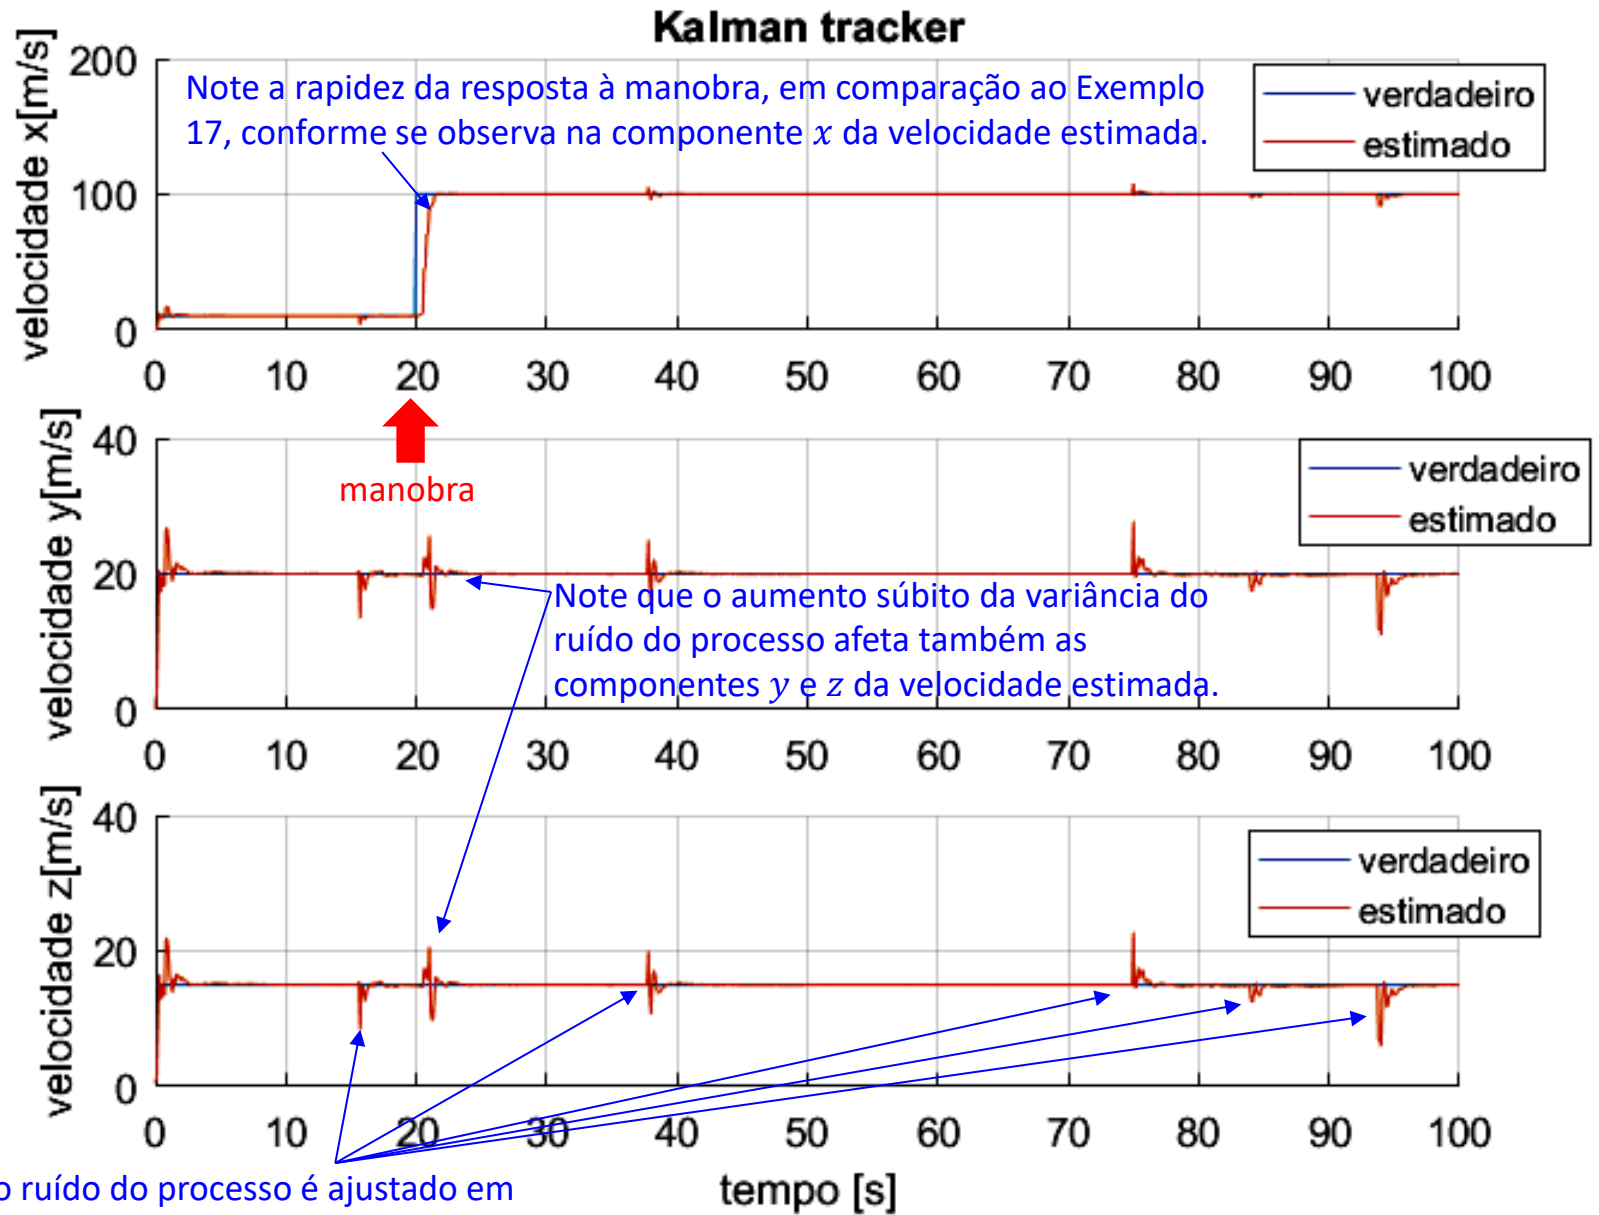 Kalman tracker
velocidade x[m/s]
200
100
0
Note a rapidez da resposta à manobra, em comparação ao Exemplo
17, conforme se observa na componente x da velocidade estimada.
verdadeiro
estimado
0 10 20 30 40 50 60 70 80 90 100
manobra
velocidade y[m/s]
40
20
0
verdadeiro
estimado
Note que o aumento súbito da variância do
ruído do processo afeta também as
componentes y e z da velocidade estimada.
0 10 20 30 40 50 60 70 80 90 100
velocidade z[m/s]
40
20
0
verdadeiro
estimado
0 10 20 30 40 50 60 70 80 90 100
o ruído do processo é ajustado em
tempo [s]